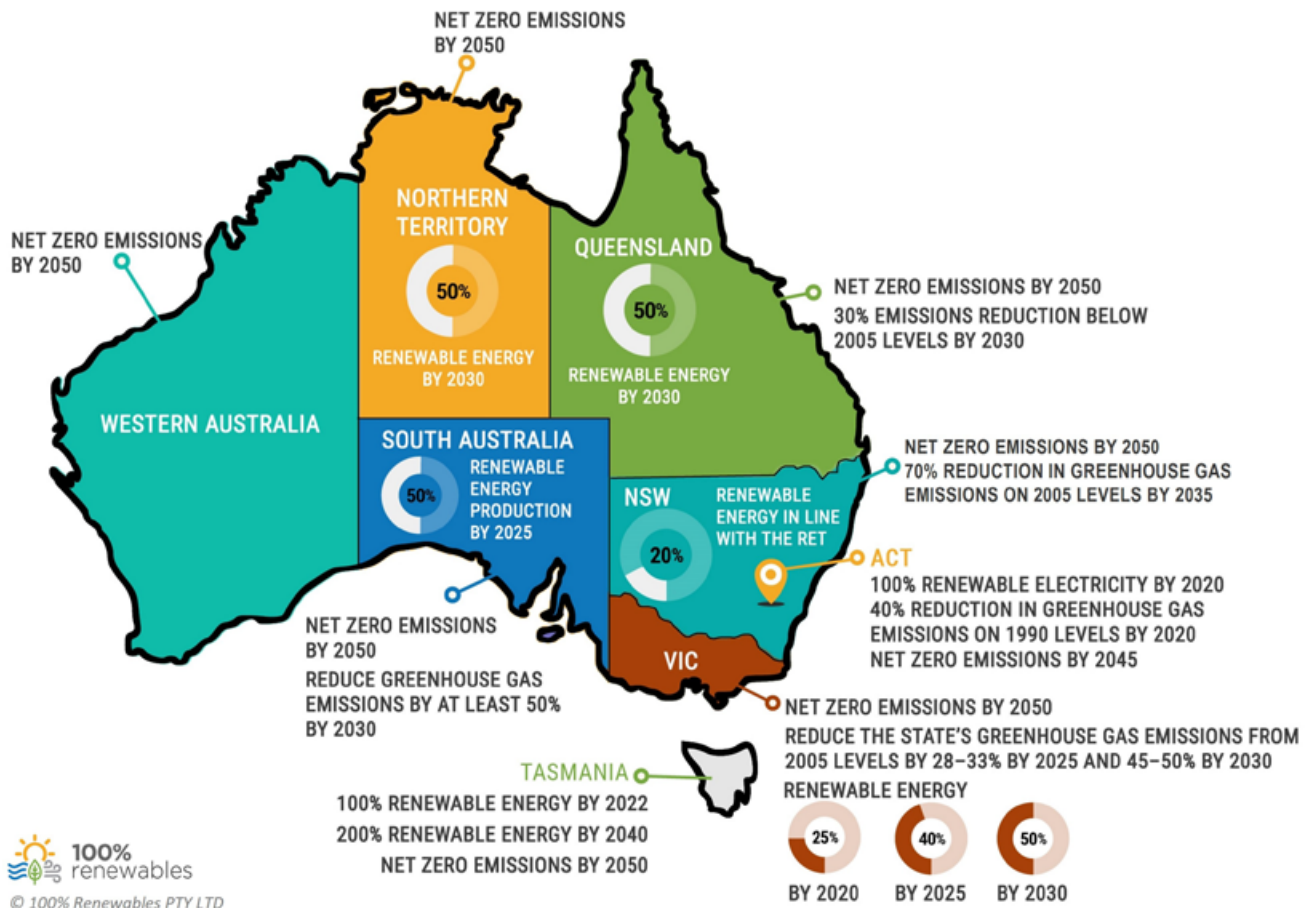 NET ZERO EMISSIONS
BY 2050
NET ZERO EMISSIONS
BY 2050
WESTERN AUSTRALIA
NORTHERN
TERRITORY
50%
RENEWABLE ENERGY
BY 2030
QUEENSLAND
50%
RENEWABLE ENERGY
BY 2030
NET ZERO EMISSIONS BY 2050
30% EMISSIONS REDUCTION BELOW
2005 LEVELS BY 2030
SOUTH AUSTRALIA
50%
RENEWABLE
ENERGY
PRODUCTION
BY 2025
NET ZERO EMISSIONS
BY 2050
REDUCE GREENHOUSE GAS
EMISSIONS BY AT LEAST 50%
BY 2030
NSW
20%
RENEWABLE
ENERGY IN LINE
WITH THE RET
NET ZERO EMISSIONS BY 2050
70% REDUCTION IN GREENHOUSE GAS
EMISSIONS ON 2005 LEVELS BY 2035
ACT
100% RENEWABLE ELECTRICITY BY 2020
40% REDUCTION IN GREENHOUSE GAS
EMISSIONS ON 1990 LEVELS BY 2020
NET ZERO EMISSIONS BY 2045
VIC
NET ZERO EMISSIONS BY 2050
REDUCE THE STATE'S GREENHOUSE GAS EMISSIONS FROM
2005 LEVELS BY 28–33% BY 2025 AND 45–50% BY 2030
RENEWABLE ENERGY
25%
40%
50%
BY 2020
BY 2025
BY 2030
TASMANIA
100% RENEWABLE ENERGY BY 2022
200% RENEWABLE ENERGY BY 2040
NET ZERO EMISSIONS BY 2050
100%
renewables
© 100% Renewables PTY LTD